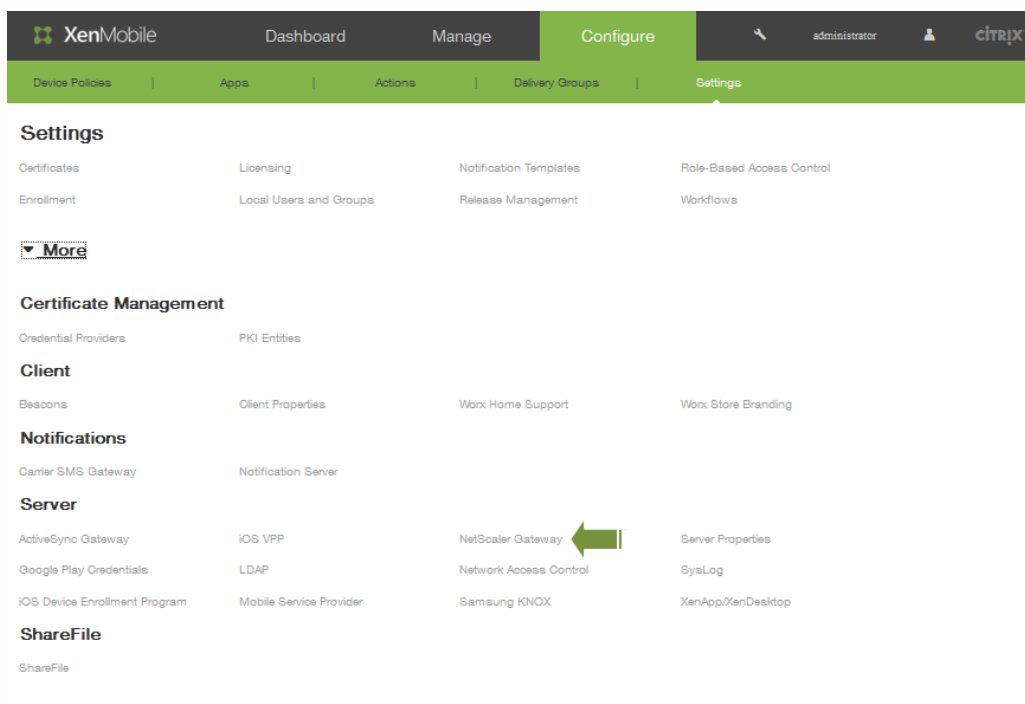 XenMobile Dashboard Manage Configure administrator CITRIX
Device Policies | Apps | Actions | Delivery Groups | Settings
Settings
Certificates Licensing Notification Templates Role-Based Access Control
Enrollment Local Users and Groups Release Management Workflows
More
Certificate Management
Credential Providers PKI Entities
Client
Beacons Client Properties Worx Home Support Worx Store Branding
Notifications
Carrier SMS Gateway Notification Server
Server
ActiveSync Gateway iOS VPP NetScaler Gateway Server Properties
Google Play Credentials LDAP Network Access Control SysLog
iOS Device Enrollment Program Mobile Service Provider Samsung KNOX XenApp/XenDesktop
ShareFile
ShareFile